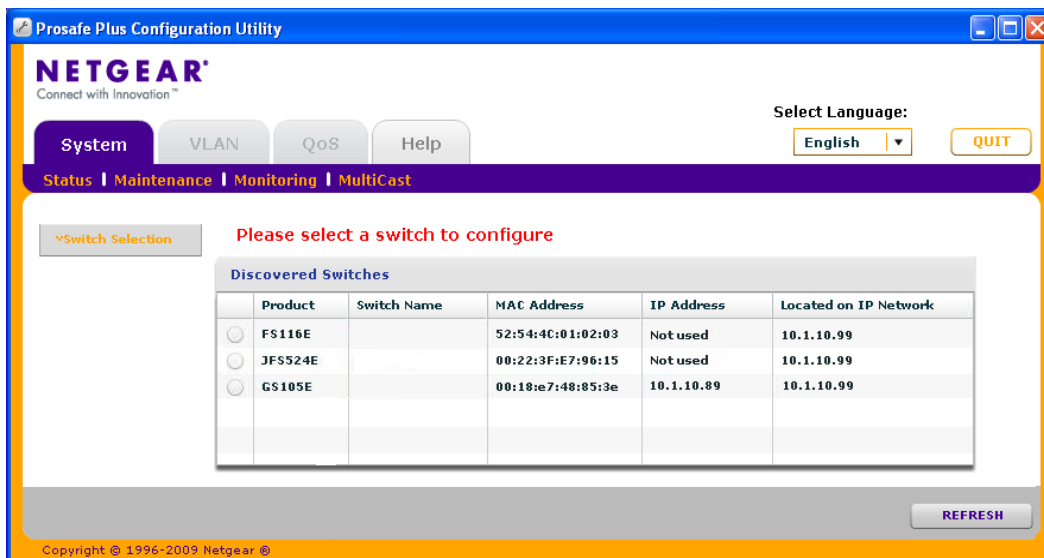 Prosafe Plus Configuration Utility
NETGEAR®
Connect with Innovation™
Select Language:
System VLAN QoS Help English QUIT
Status Maintenance Monitoring MultiCast
Switch Selection
Please select a switch to configure
Discovered Switches
Product Switch Name MAC Address IP Address Located on IP Network
FS116E 52:54:4C:01:02:03 Not used 10.1.10.99
JFS524E 00:22:3F:E7:96:15 Not used 10.1.10.99
GS105E 00:18:e7:48:85:3e 10.1.10.89 10.1.10.99
REFRESH
Copyright © 1996-2009 Netgear ®